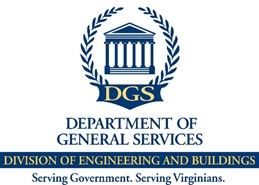 DGS
DEPARTMENT OF
GENERAL SERVICES
DIVISION OF ENGINEERING AND BUILDINGS
Serving Government. Serving Virginians.